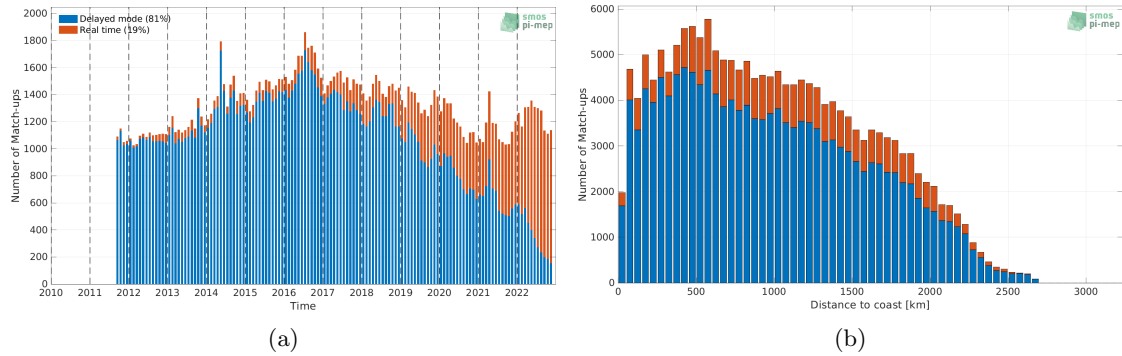 Delayed mode (81%)
Real time (19%)
smos
pi-mep
Number of Match-ups
2000
1800
1600
1400
1200
1000
800
600
400
200
0
2010 2011 2012 2013 2014 2015 2016 2017 2018 2019 2020 2021 2022
Time
(a)
smos
pi-mep
Number of Match-ups
6000
5000
4000
3000
2000
1000
0
0 500 1000 1500 2000 2500 3000
Distance to coast [km]
(b)